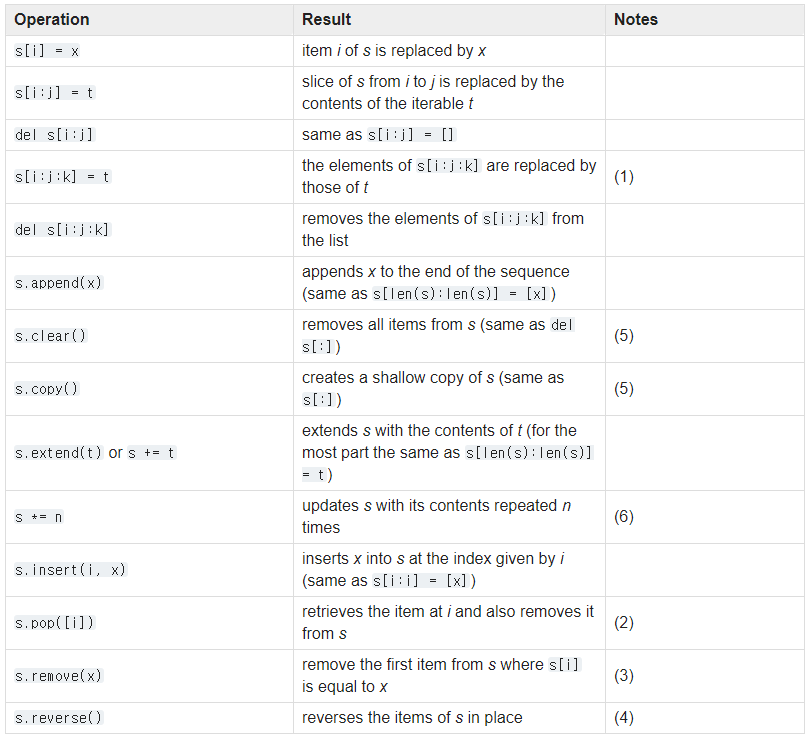 Operation Result Notes
s[i] = x item i of s is replaced by x
s[i:j] = t slice of s from i to j is replaced by the
contents of the iterable t
del s[i:j] same as s[i:j] = []
s[i:j:k] = t the elements of s[i:j:k] are replaced by
those of t (1)
del s[i:j:k] removes the elements of s[i:j:k] from
the list
s.append(x) appends x to the end of the sequence
(same as s[len(s):len(s)] = [x])
s.clear() removes all items from s (same as del
s[:]) (5)
s.copy() creates a shallow copy of s (same as
s[:]) (5)
s.extend(t) or s += t extends s with the contents of t (for the
most part the same as s[len(s):len(s)]
= t)
s *= n updates s with its contents repeated n
times (6)
s.insert(i, x) inserts x into s at the index given by i
(same as s[i:i] = [x])
s.pop([i]) retrieves the item at i and also removes it
from s (2)
s.remove(x) remove the first item from s where s[i]
is equal to x (3)
s.reverse() reverses the items of s in place (4)